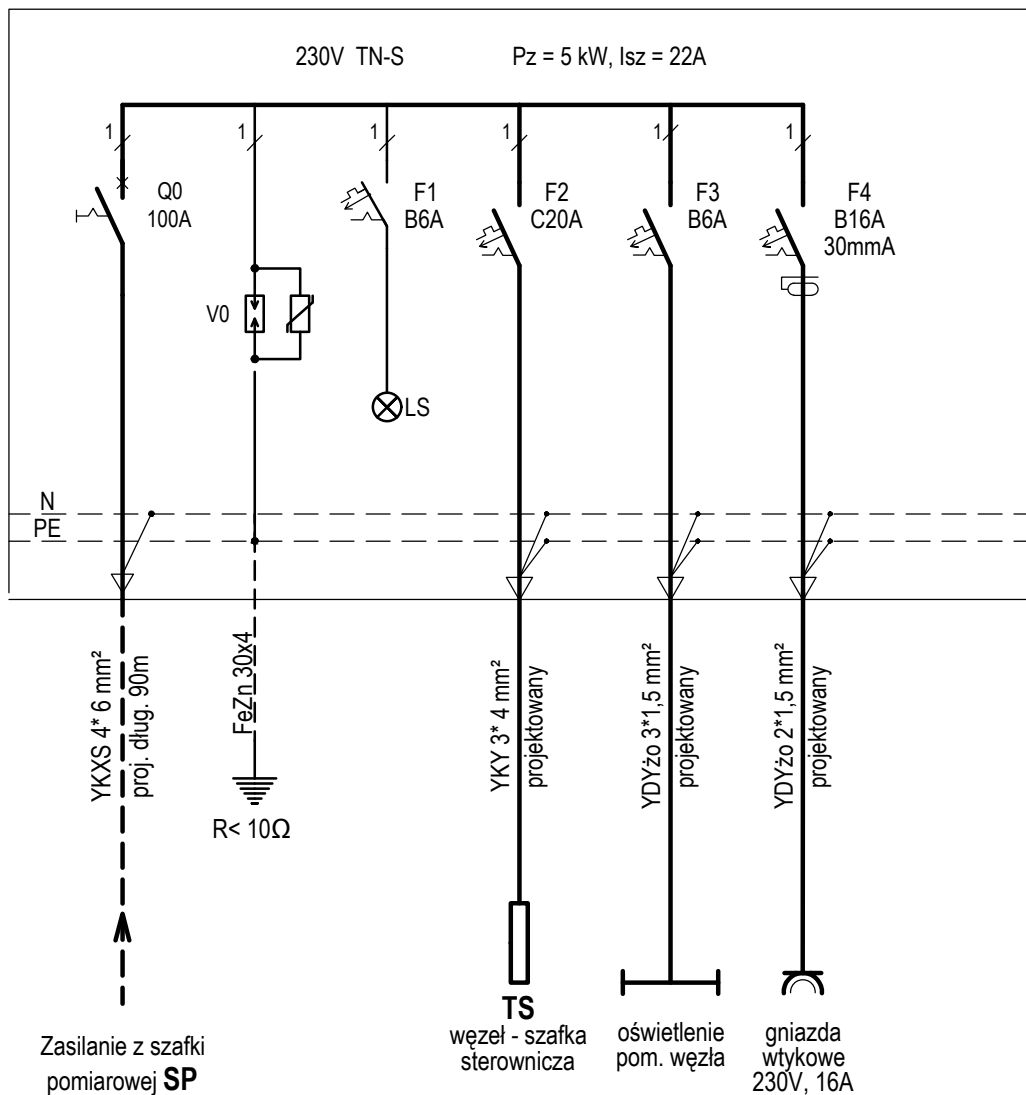 230V TN-S Pz = 5 kW, Isz = 22A
1 1 1 1 1 1
Q0
100A
V0
F1
B6A
LS
F2
C20A
F3
B6A
F4
B16A
30mmA
N
PE
YKXS 4* 6 mm²
proj. dług. 90m
FeZn 30x4
R< 10Ω
YKY 3* 4 mm²
projektowany
YDYżo 3*1,5 mm²
projektowany
YDYżo 2*1,5 mm²
projektowany
Zasilanie z szafki
pomiarowej SP
TS
węzeł - szafka
sterownicza
oświetlenie
pom. węzła
gniazda
wtykowe
230V, 16A